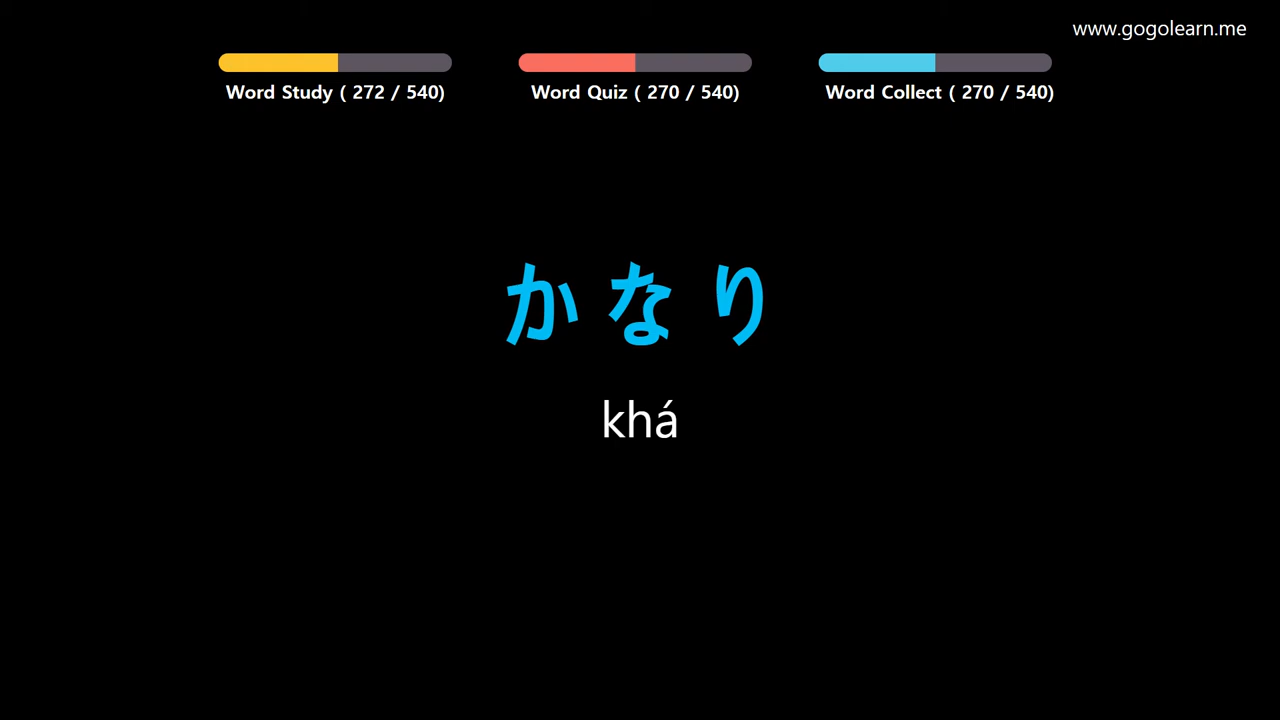 www.gogolearn.me
Word Study ( 272 / 540)
Word Quiz ( 270 / 540)
Word Collect ( 270 / 540)
かなり
khá